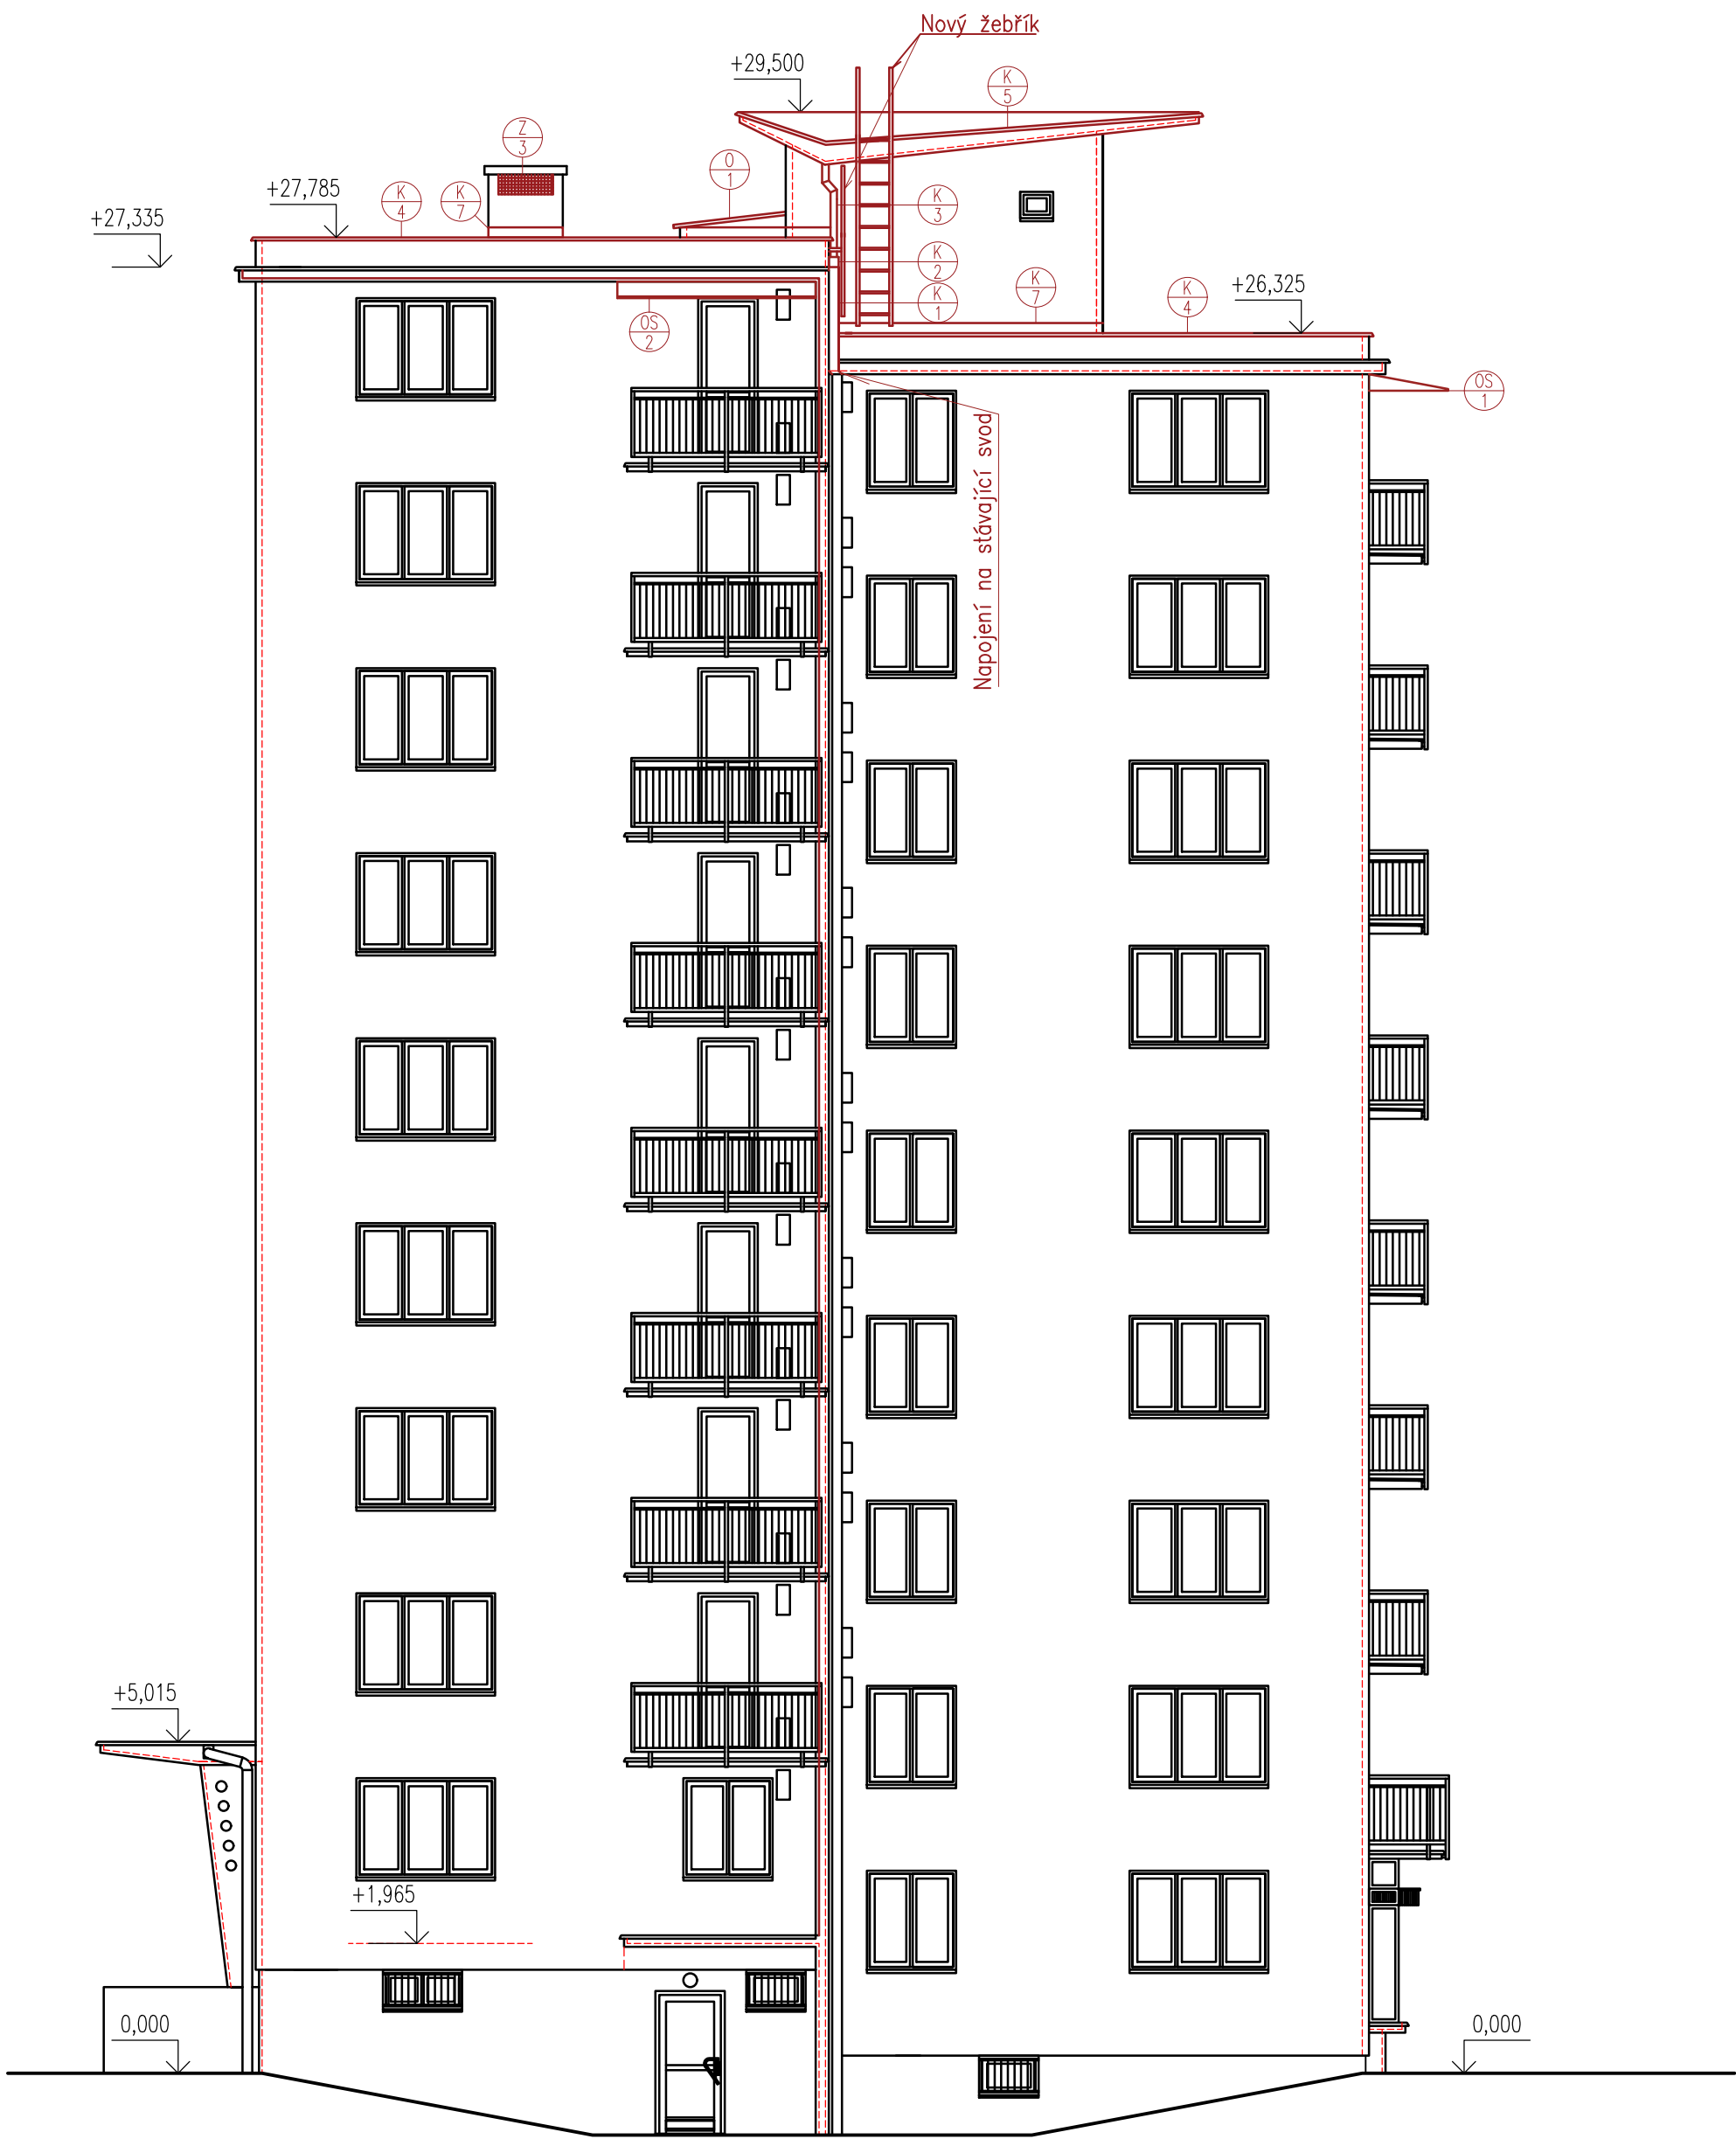 Nový žebřík
+29,500
K
5
Z
3
O
1
+27,785
K
4
K
7
K
3
+27,335
K
2
K
7
K
1
K
4
+26,325
OS
2
OS
1
Napojení na stávající svod
+5,015
+1,965
0,000
0,000